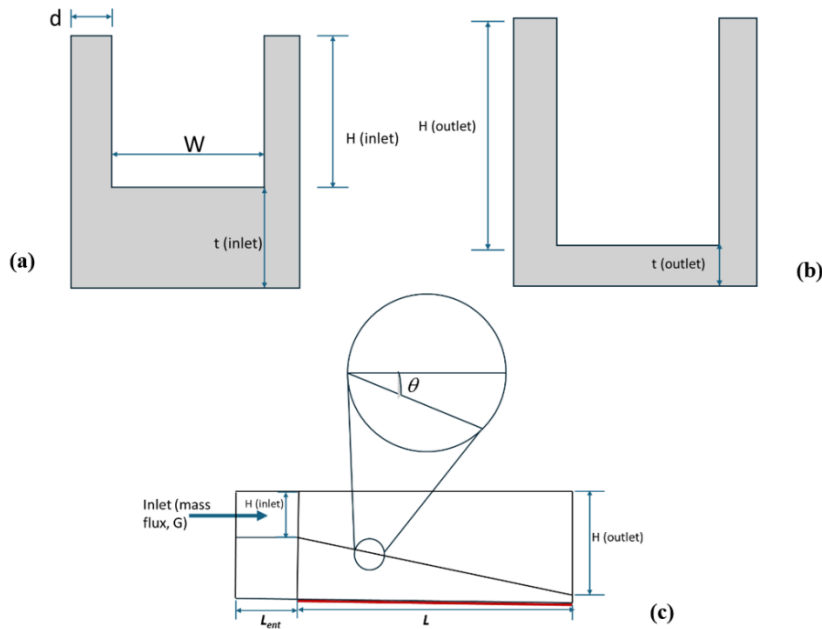 d
W
H (inlet)
t (inlet)
(a)
H (outlet)
t (outlet)
(b)
θ
Inlet (mass
flux, G)
H (inlet)
H (outlet)
L_ent
L
(c)